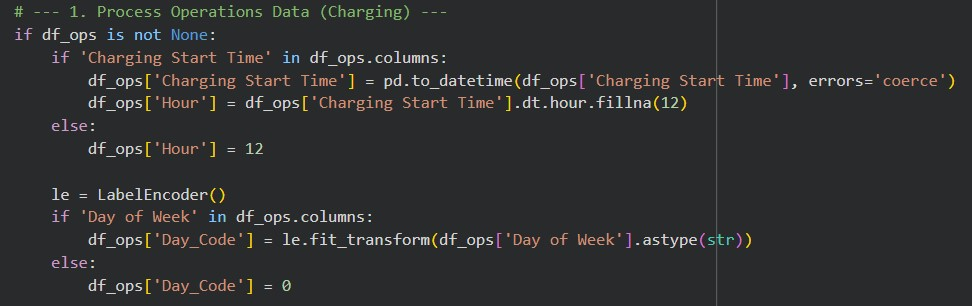 # --- 1. Process Operations Data (Charging) ---
if df_ops is not None:
    if 'Charging Start Time' in df_ops.columns:
        df_ops['Charging Start Time'] = pd.to_datetime(df_ops['Charging Start Time'], errors='coerce')
        df_ops['Hour'] = df_ops['Charging Start Time'].dt.hour.fillna(12)
    else:
        df_ops['Hour'] = 12

    le = LabelEncoder()
    if 'Day of Week' in df_ops.columns:
        df_ops['Day_Code'] = le.fit_transform(df_ops['Day of Week'].astype(str))
    else:
        df_ops['Day_Code'] = 0